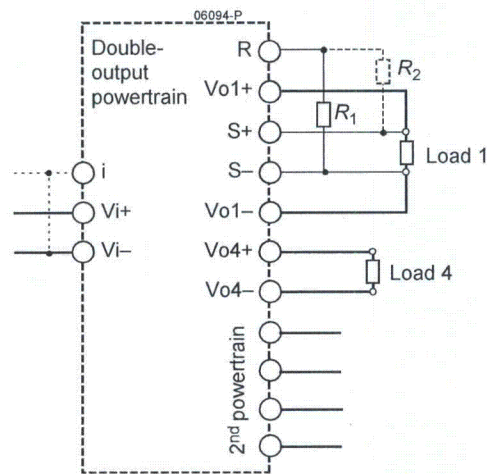 06094-P
Double-
output
powertrain
R
Vo1+
S+
S–
Vo1–
Vo4+
Vo4–
2nd powertrain
i
Vi+
Vi–
R1
R2
Load 1
Load 4